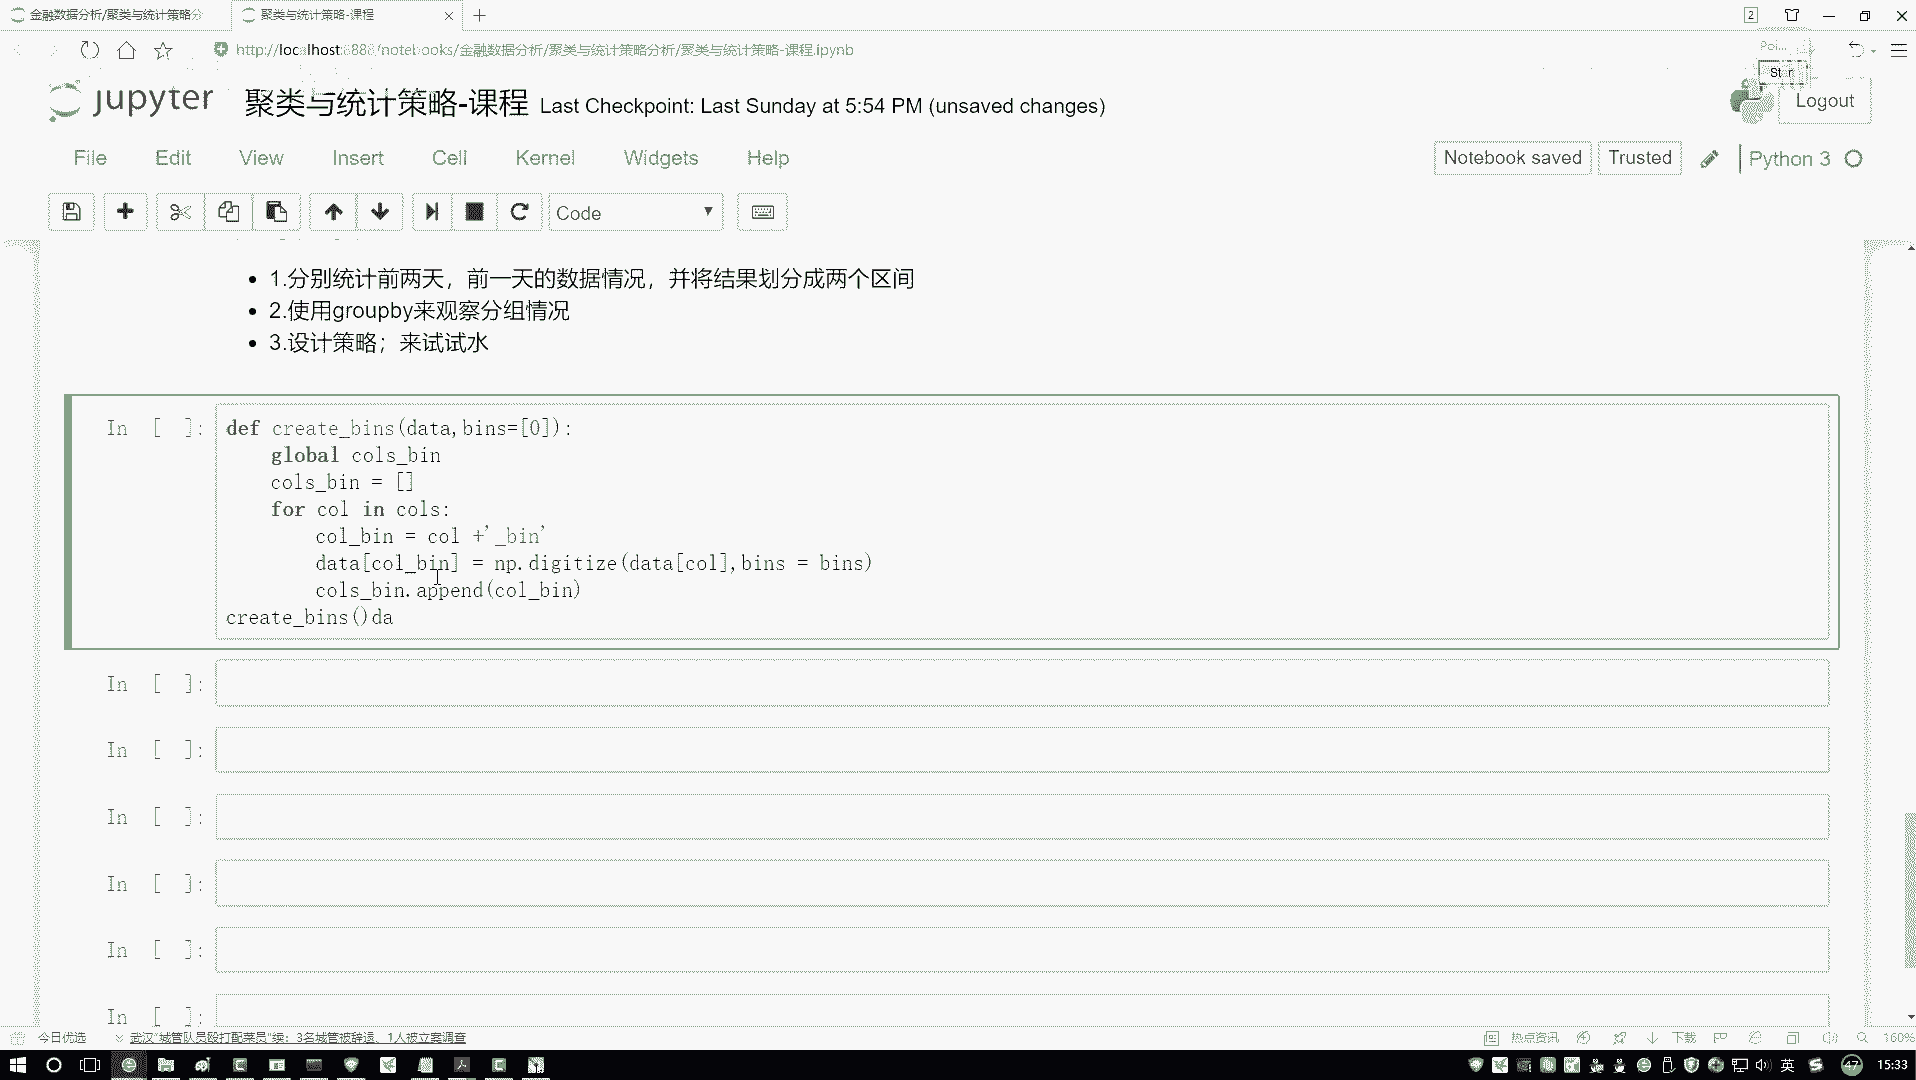 金融数据分析/聚类与统计策略分
聚类与统计策略-课程
2
http://localhost:8888/notebooks/金融数据分析/聚类与统计策略分析/聚类与统计策略-课程.ipynb
Poi...
Start
jupyter
聚类与统计策略-课程 Last Checkpoint: Last Sunday at 5:54 PM (unsaved changes)
Logout
File Edit View Insert Cell Kernel Widgets Help
Notebook saved Trusted Python 3
Code
1.分别统计前两天，前一天的数据情况，并将结果划分成两个区间
2.使用groupby来观察分组情况
3.设计策略；来试试水
In [ ]:
def create_bins(data,bins=[0]):
global cols_bin
cols_bin = []
for col in cols:
col_bin = col +'_bin'
data[col_bin] = np.digitize(data[col],bins = bins)
cols_bin.append(col_bin)
create_bins()da
In [ ]:
In [ ]:
In [ ]:
In [ ]:
In [ ]:
In [ ]:
今日优选
武汉“城管队员殴打配菜员”续：3名城管被辞退、1人被立案调查
热点资讯
下载
160%
英
47
15:33